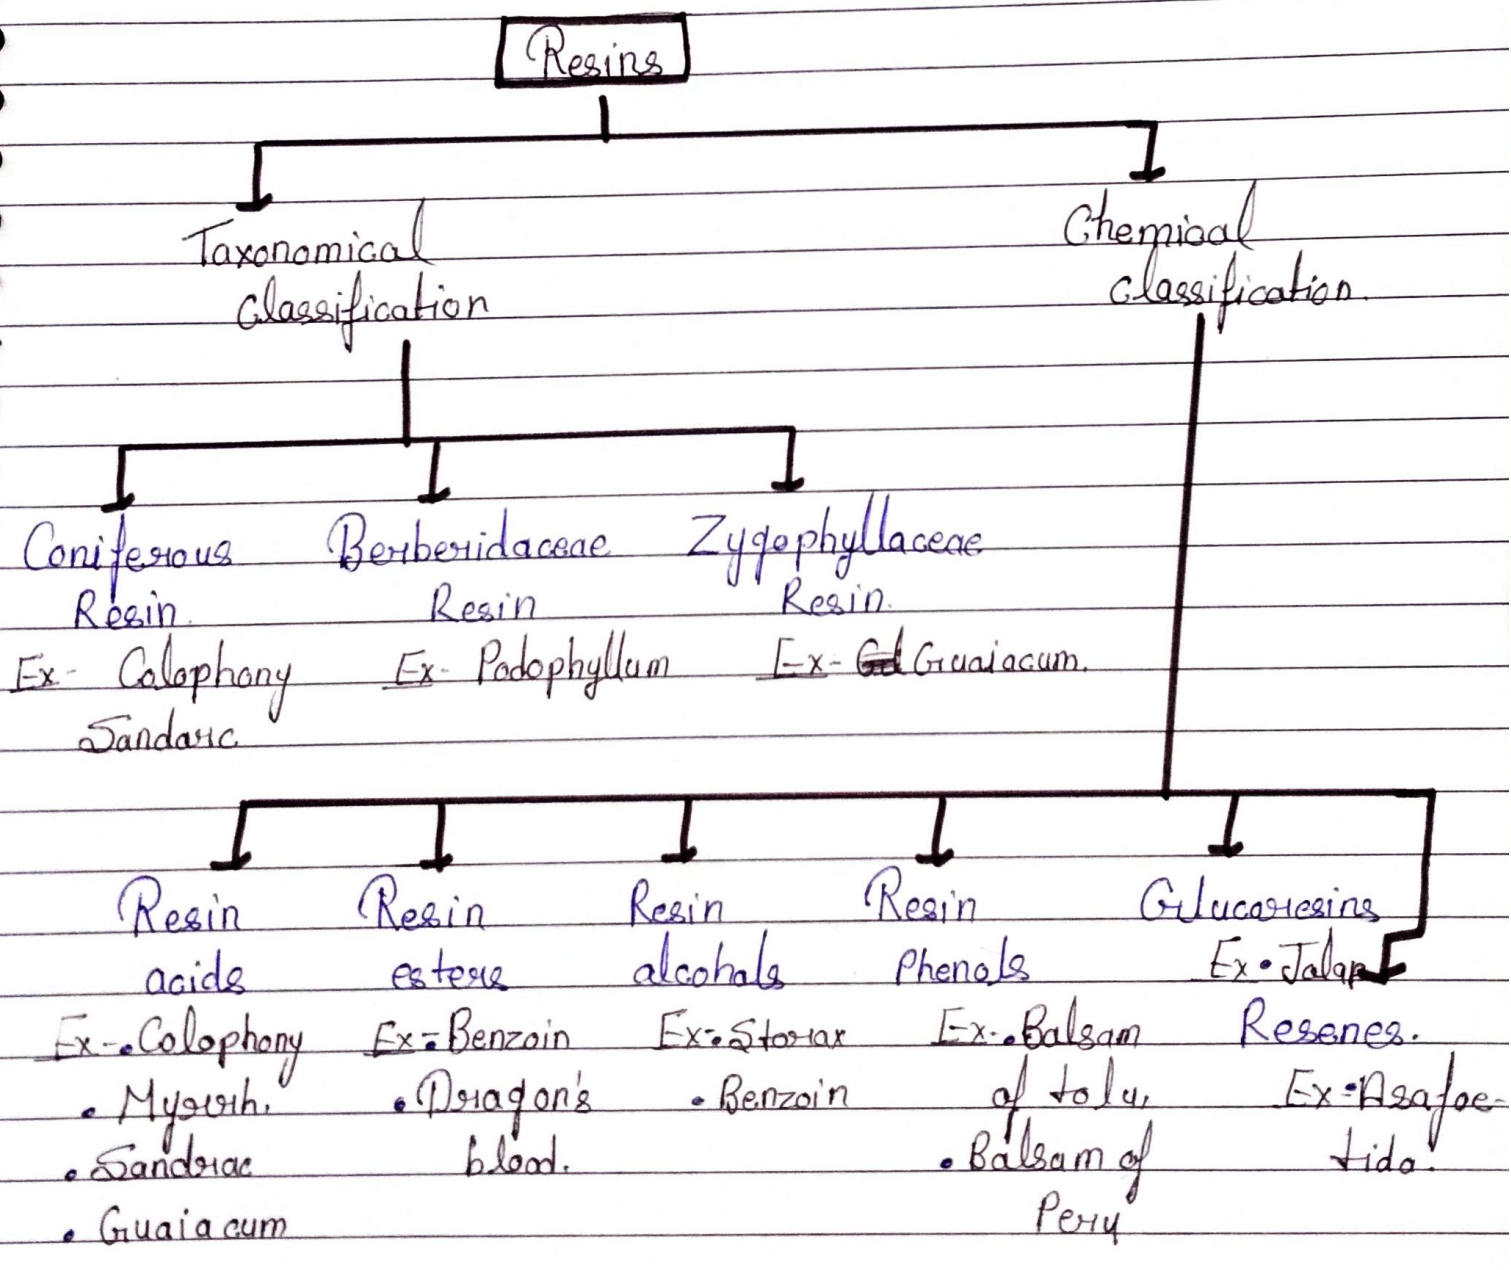 Resins
Taxonomical
Classification
Chemical
classification.
Coniferous
Resin.
Ex- Colophony
Sandarc
Berberidaceae
Resin
Ex- Podophyllum
Zygophyllaceae
Resin.
Ex- Guaiacum.
Resin
acids
Ex-•Colophony
• Myrrh.
• Sandrac
• Guaiacum
Resin
esters
Ex-•Benzoin
• Dragon's
blood.
Resin
alcohals
Ex-•Storax
• Benzoin
Resin
Phenols
Ex-•Balsam
of tolu,
• Balsam of
Peru
Glucoresins
Ex•Jalap
Resenes.
Ex-•Asafoe-
tida.